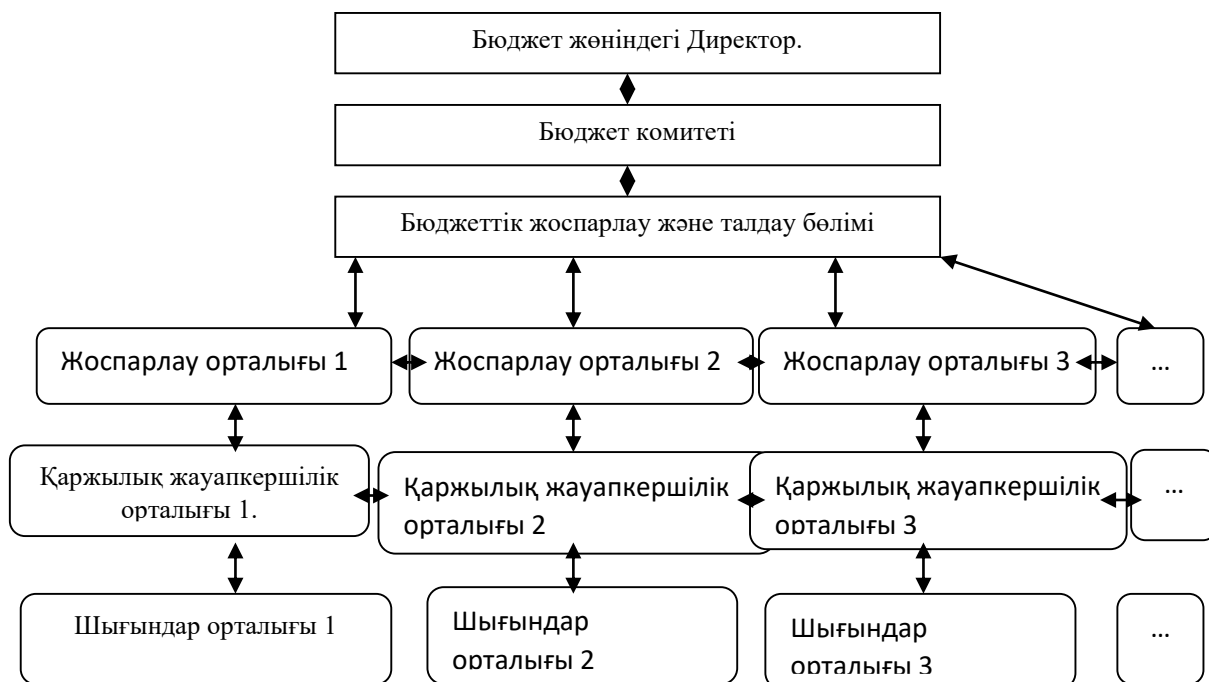 Бюджет жөніндегі Директор.
Бюджет комитеті
Бюджеттік жоспарлау және талдау бөлімі
Жоспарлау орталығы 1
Жоспарлау орталығы 2
Жоспарлау орталығы 3
...
Қаржылық жауапкершілік
орталығы 1.
Қаржылық жауапкершілік
орталығы 2
Қаржылық жауапкершілік
орталығы 3
...
Шығындар орталығы 1
Шығындар
орталығы 2
Шығындар
орталығы 3
...